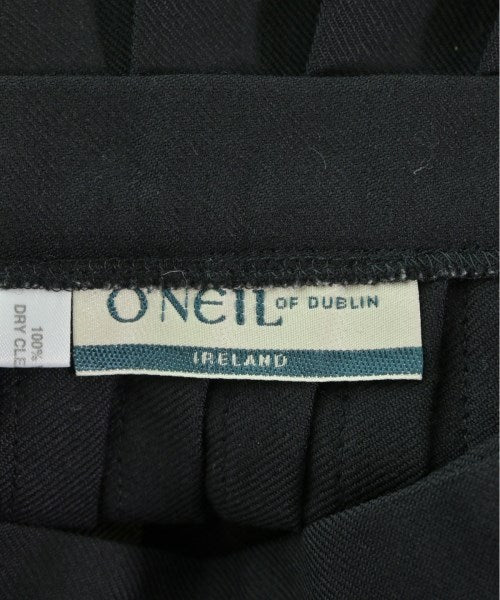 O'NEIL OF DUBLIN
IRELAND
100%
DRY CLE